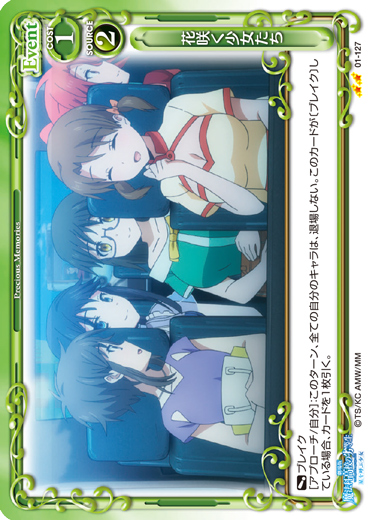 Event
COST 1
SOURCE 2
花咲く少女たち
Precious Memories
ブレイク
[アプローチ/自分]:このターン、全ての自分のキャラは、退場しない。このカードが【ブレイク】し
ている場合、カードを1枚引く。
©TS/KC AMW/MM
01-127